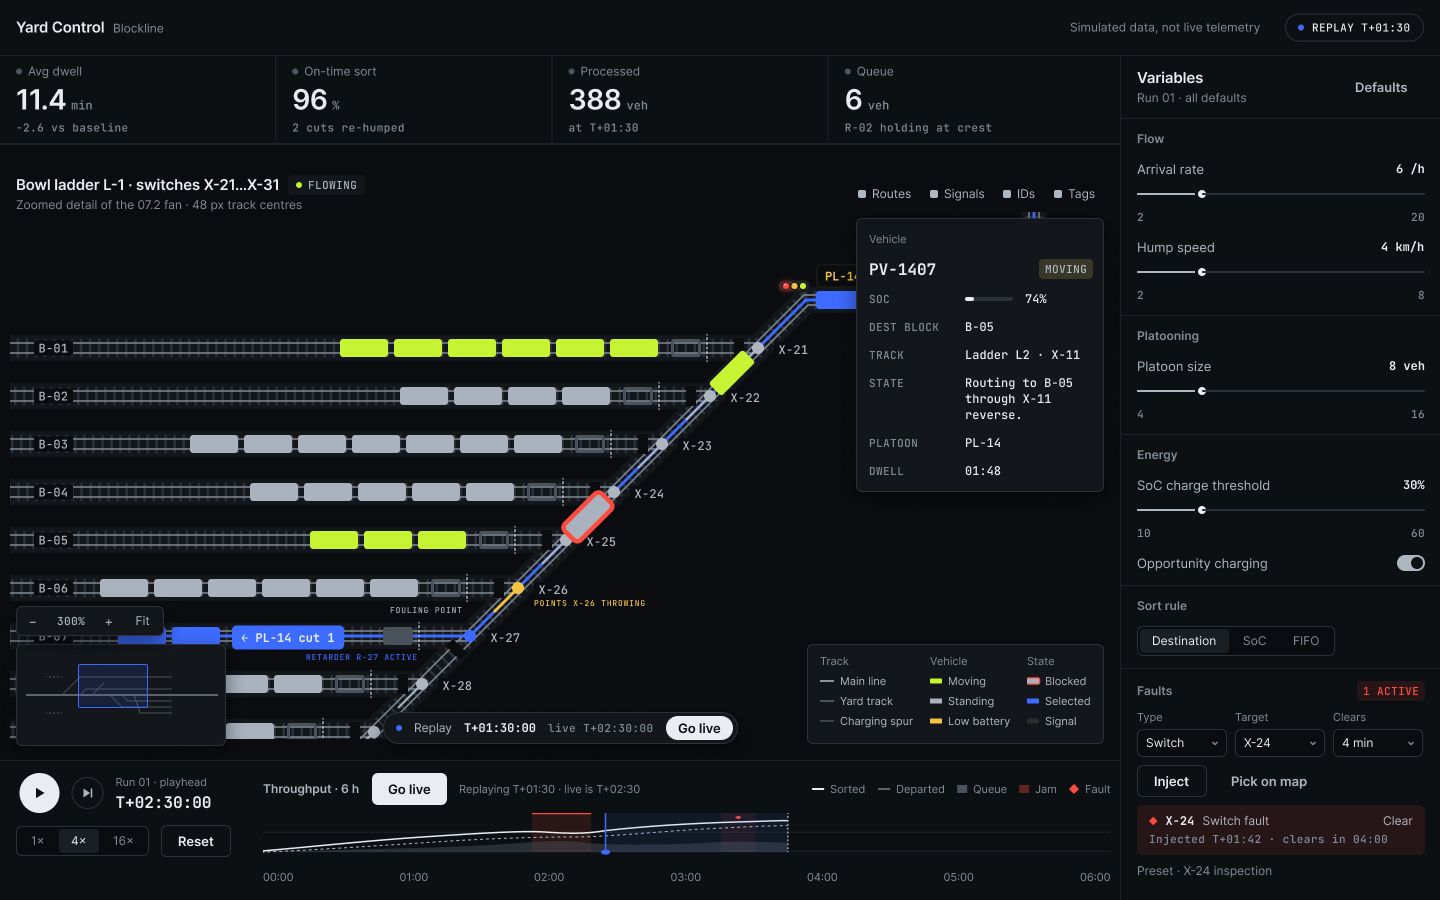 Yard Control Blockline
Simulated data, not live telemetry
REPLAY T+01:30
Avg dwell
11.4 min
-2.6 vs baseline
On-time sort
96 %
2 cuts re-humped
Processed
388 veh
at T+01:30
Queue
6 veh
R-02 holding at crest
Variables
Run 01 · all defaults
Defaults
Bowl ladder L-1 · switches X-21…X-31
FLOWING
Zoomed detail of the 07.2 fan · 48 px track centres
Routes
Signals
IDs
Tags
Vehicle
PV-1407
MOVING
SOC 74%
DEST BLOCK B-05
TRACK Ladder L2 · X-11
STATE Routing to B-05
through X-11
reverse.
PLATOON PL-14
DWELL 01:48
B-01
B-02
B-03
B-04
B-05
B-06
X-21
X-22
X-23
X-24
X-25
X-26
POINTS X-26 THROWING
FOULING POINT
X-27
← PL-14 cut 1
RETARDER R-27 ACTIVE
X-28
− 300% + Fit
Replay T+01:30:00 live T+02:30:00 Go live
Track
Main line
Yard track
Charging spur
Vehicle
Moving
Standing
Low battery
State
Blocked
Selected
Signal
Flow
Arrival rate 6 /h
2 20
Hump speed 4 km/h
2 8
Platooning
Platoon size 8 veh
4 16
Energy
SoC charge threshold 30%
10 60
Opportunity charging
Sort rule
Destination SoC FIFO
Faults 1 ACTIVE
Type Target Clears
Switch X-24 4 min
Inject Pick on map
X-24 Switch fault Clear
Injected T+01:42 · clears in 04:00
Preset · X-24 inspection
Run 01 · playhead
T+02:30:00
1× 4× 16×
Reset
Throughput · 6 h
Go live
Replaying T+01:30 · live is T+02:30
Sorted
Departed
Queue
Jam
Fault
00:00 01:00 02:00 03:00 04:00 05:00 06:00